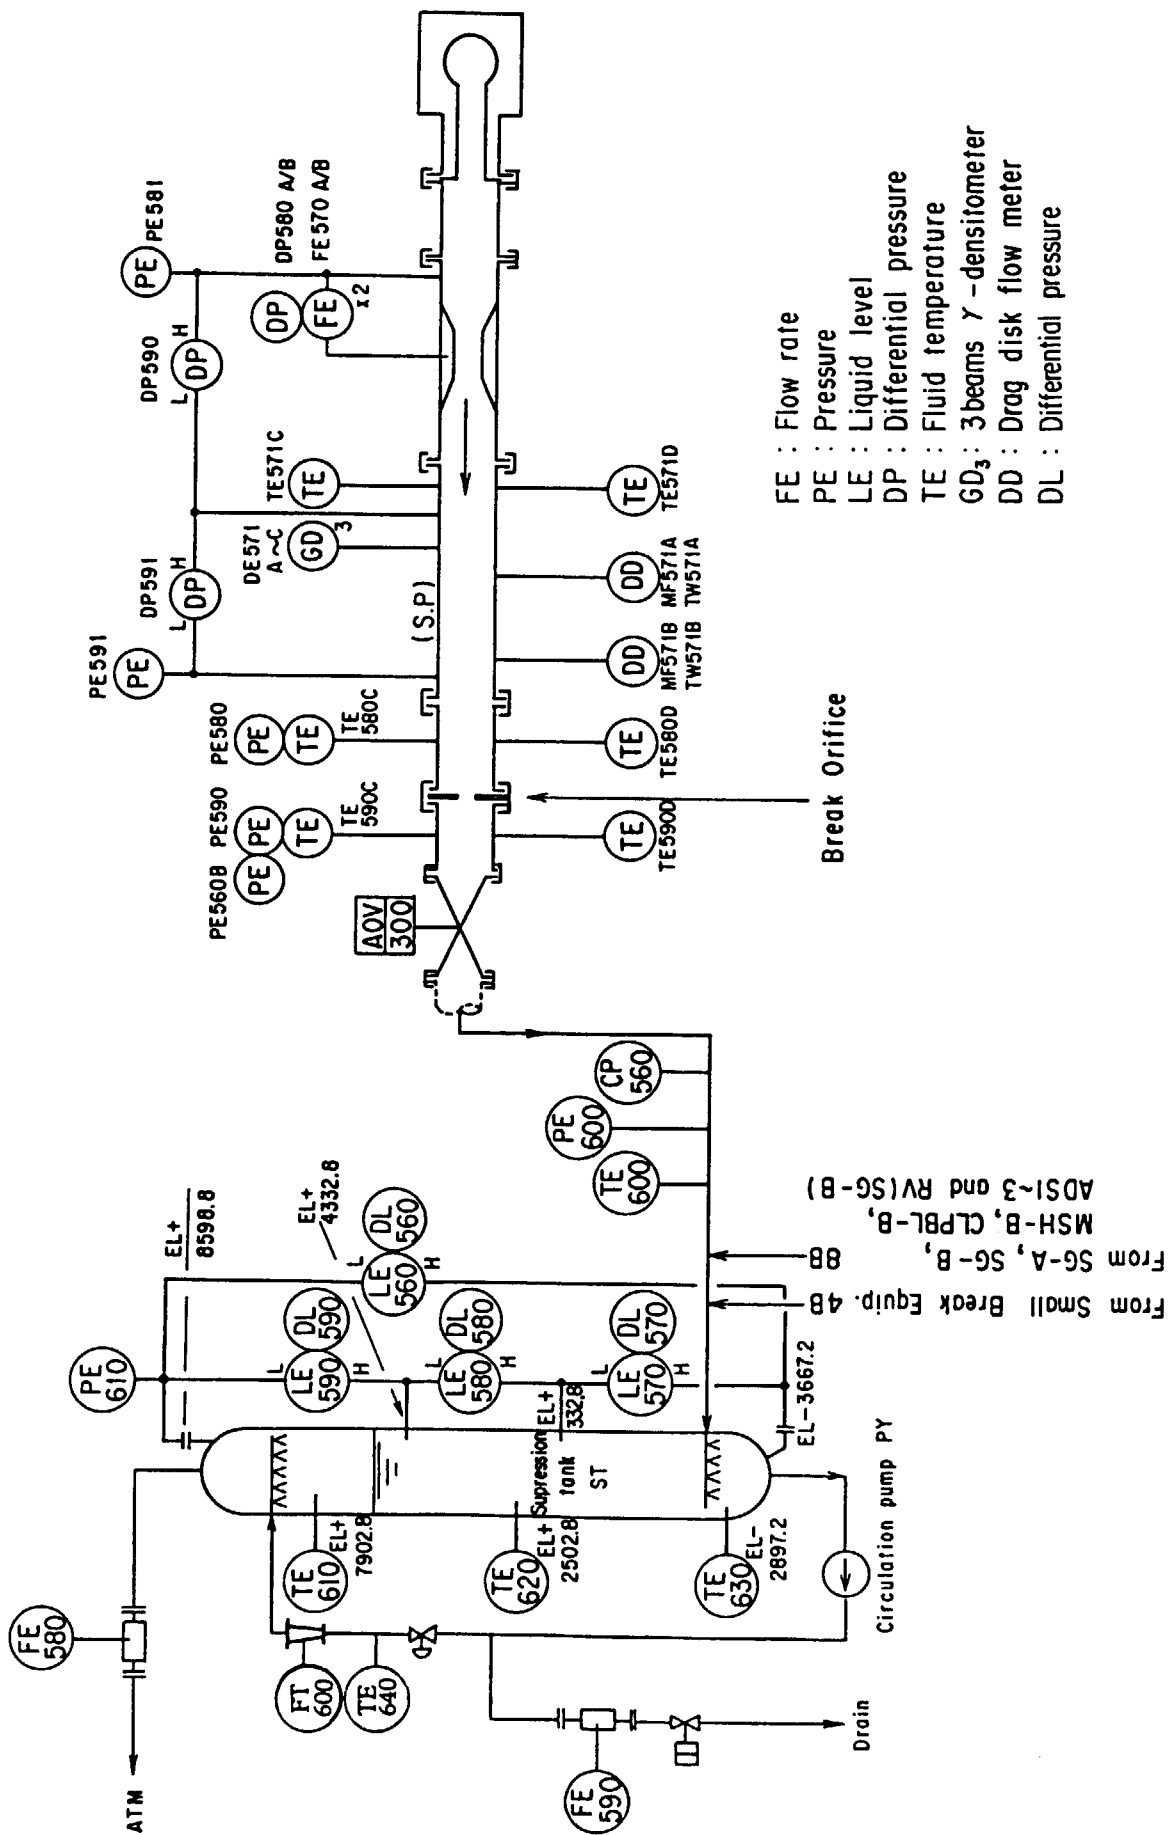 FE
580
ATM
PE
610
EL+
8598.8
EL+
4332.8
FT
600
TE
640
TE
610
EL+
7902.8
L
LE
590
H
DL
590
L
LE
560
H
DL
560
TE
620
EL+
2502.8
Supression
tank
ST
L
LE
580
H
DL
580
EL+
332.8
L
LE
570
H
DL
570
FE
590
Drain
TE
630
EL-
2897.2
Circulation pump PY
EL-3667.2
TE
600
PE
600
CP
560
From Small Break Equip. 4B
From SG-A, SG-B,
MSH-B, CLPBL-B,
ADS1~3 and RV(SG-B)
8B
AOV
300
PE560B
PE
PE590
PE
TE
TE
590C
PE580
PE
TE
TE
580C
PE591
PE
DP591
L
DP
H
DE571
A~C
GD
3
TE571C
TE
DP590
L
DP
H
PE581
PE
DP580 A/B
FE570 A/B
DP
FE
x2
(S.P)
TE
TE590D
TE
TE580D
DD
MF571B
TW571B
DD
MF571A
TW571A
TE
TE571D
Break Orifice
FE : Flow rate
PE : Pressure
LE : Liquid level
DP : Differential pressure
TE : Fluid temperature
GD3 : 3beams γ-densitometer
DD : Drag disk flow meter
DL : Differential pressure